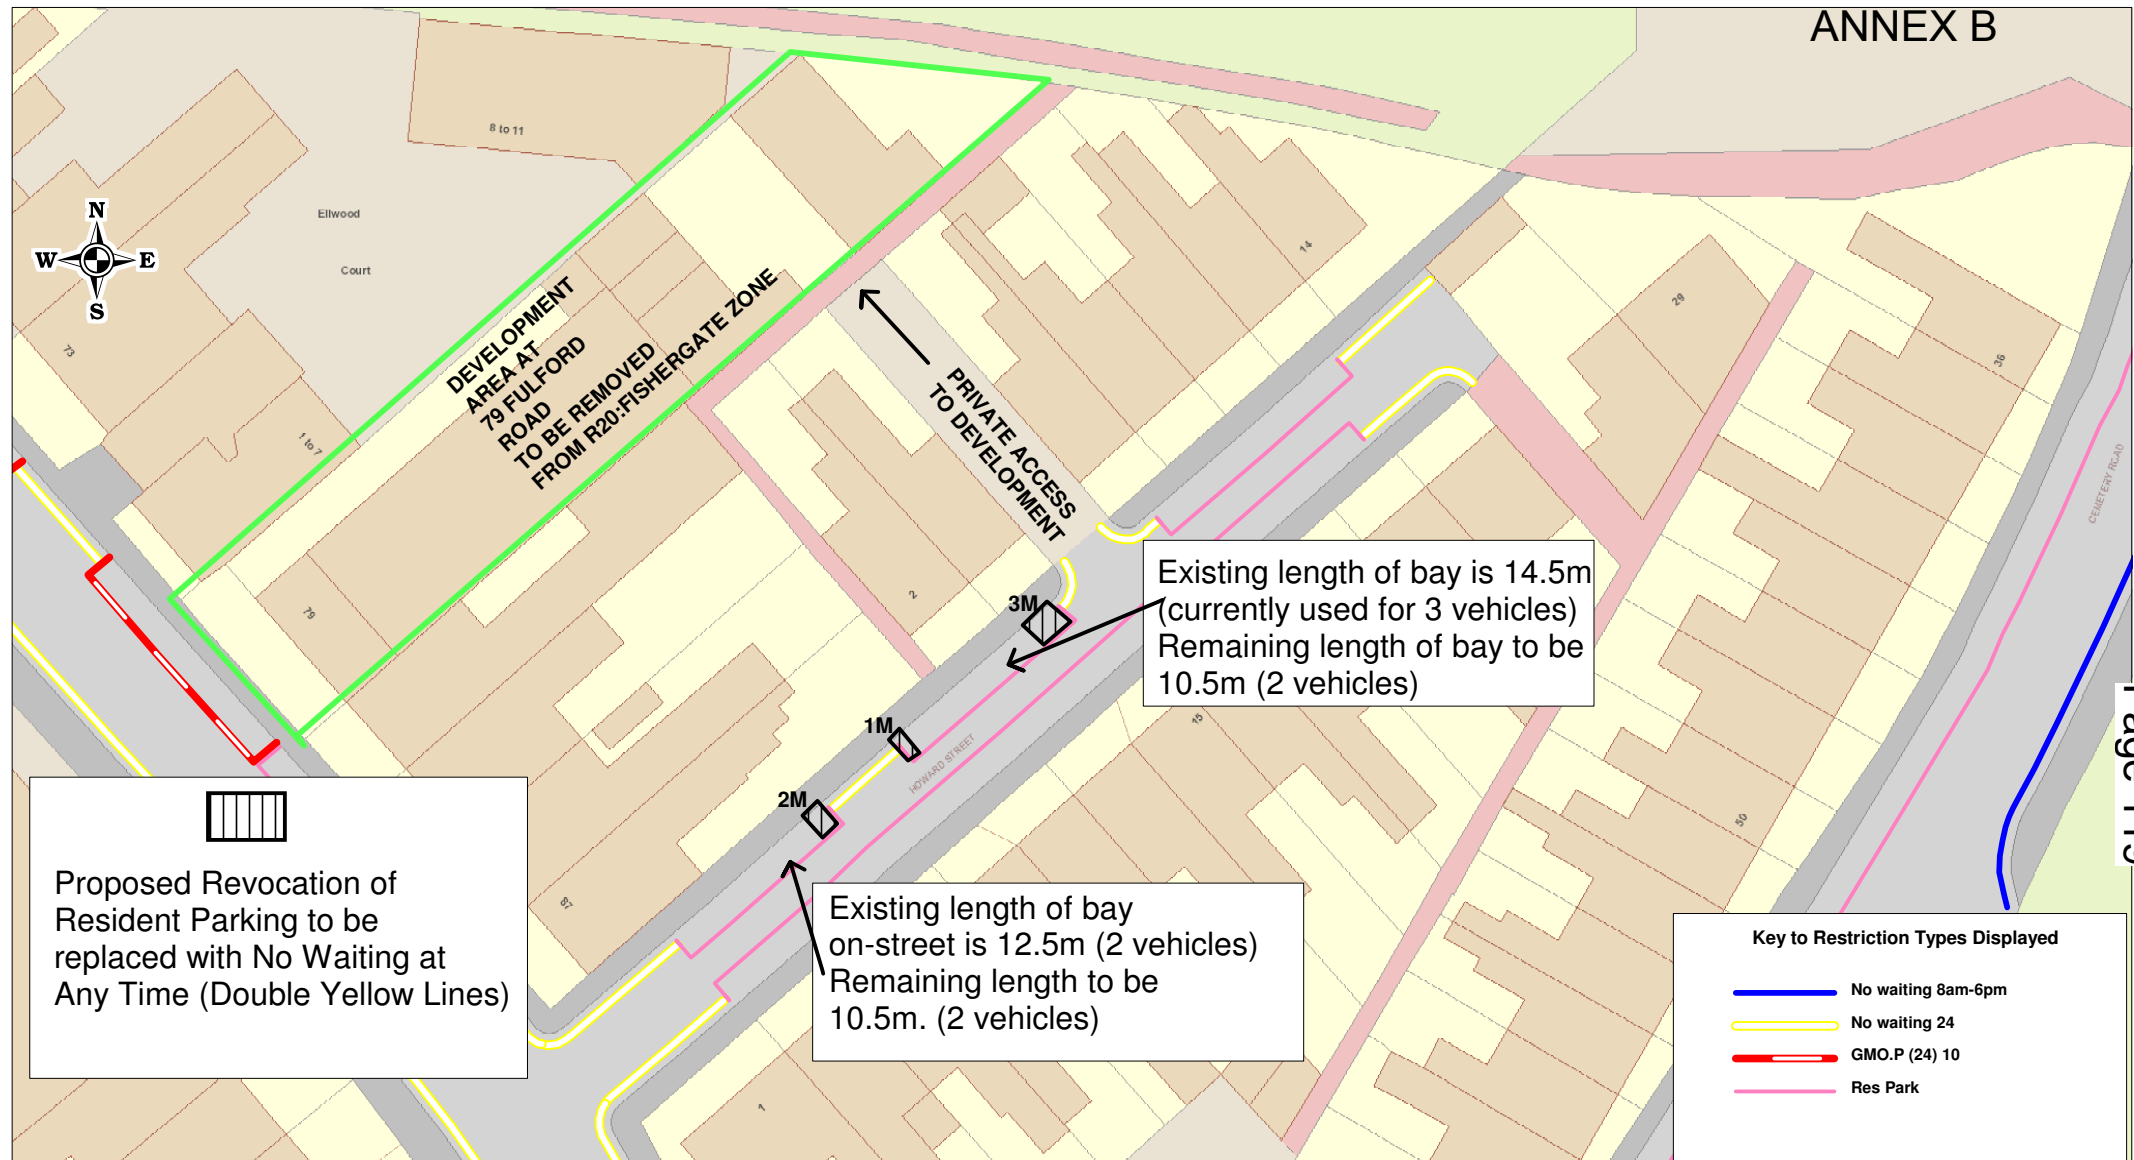 ANNEX B
8 to 11
Ellwood
Court
N
W E
S
73
1 to 7
79
DEVELOPMENT
AREA AT
79 FULFORD
ROAD
TO BE REMOVED
FROM R20:FISHERGATE ZONE
PRIVATE ACCESS
TO DEVELOPMENT
14
29
36
CEMETERY ROAD
2
3M
Existing length of bay is 14.5m
(currently used for 3 vehicles)
Remaining length of bay to be
10.5m (2 vehicles)
15
1M
HOWARD STREET
2M
50
87
1
Existing length of bay
on-street is 12.5m (2 vehicles)
Remaining length to be
10.5m. (2 vehicles)
Proposed Revocation of
Resident Parking to be
replaced with No Waiting at
Any Time (Double Yellow Lines)
Key to Restriction Types Displayed
No waiting 8am-6pm
No waiting 24
GMO.P (24) 10
Res Park